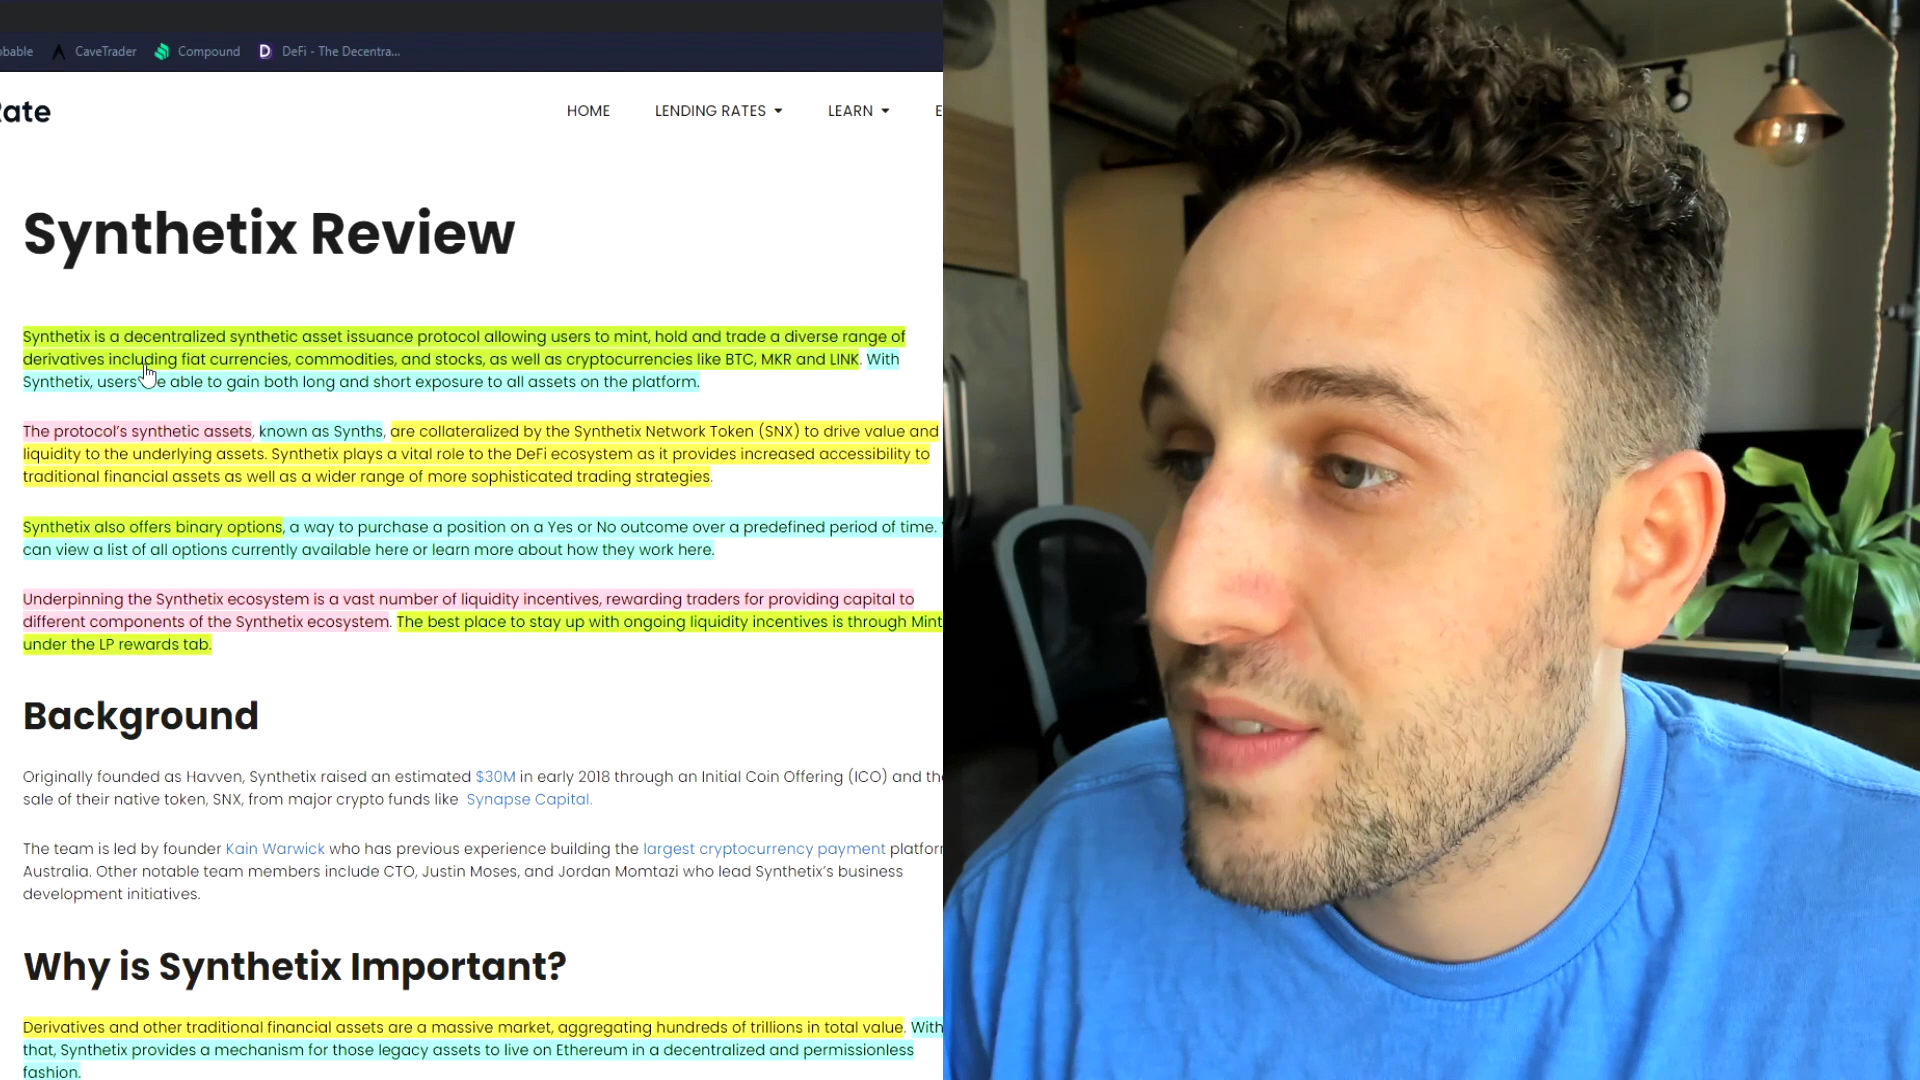 bable CaveTrader Compound DeFi - The Decentra...
Rate HOME LENDING RATES LEARN E
Synthetix Review
Synthetix is a decentralized synthetic asset issuance protocol allowing users to mint, hold and trade a diverse range of
derivatives including fiat currencies, commodities, and stocks, as well as cryptocurrencies like BTC, MKR and LINK. With
Synthetix, users able to gain both long and short exposure to all assets on the platform.
The protocol's synthetic assets, known as Synths, are collateralized by the Synthetix Network Token (SNX) to drive value and
liquidity to the underlying assets. Synthetix plays a vital role to the DeFi ecosystem as it provides increased accessibility to
traditional financial assets as well as a wider range of more sophisticated trading strategies.
Synthetix also offers binary options, a way to purchase a position on a Yes or No outcome over a predefined period of time.
can view a list of all options currently available here or learn more about how they work here.
Underpinning the Synthetix ecosystem is a vast number of liquidity incentives, rewarding traders for providing capital to
different components of the Synthetix ecosystem. The best place to stay up with ongoing liquidity incentives is through Mint
under the LP rewards tab.
Background
Originally founded as Havven, Synthetix raised an estimated $30M in early 2018 through an Initial Coin Offering (ICO) and the
sale of their native token, SNX, from major crypto funds like Synapse Capital.
The team is led by founder Kain Warwick who has previous experience building the largest cryptocurrency payment platfor
Australia. Other notable team members include CTO, Justin Moses, and Jordan Momtazi who lead Synthetix's business
development initiatives.
Why is Synthetix Important?
Derivatives and other traditional financial assets are a massive market, aggregating hundreds of trillions in total value. With
that, Synthetix provides a mechanism for those legacy assets to live on Ethereum in a decentralized and permissionless
fashion.